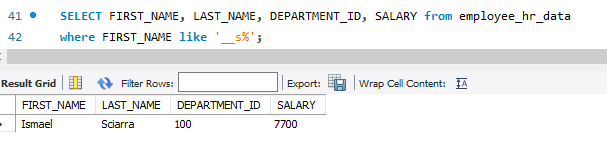 41 SELECT FIRST_NAME, LAST_NAME, DEPARTMENT_ID, SALARY from employee_hr_data
42 where FIRST_NAME like '__s%';
Result Grid Filter Rows: Export: Wrap Cell Content:
FIRST_NAME LAST_NAME DEPARTMENT_ID SALARY
Ismael Sciarra 100 7700